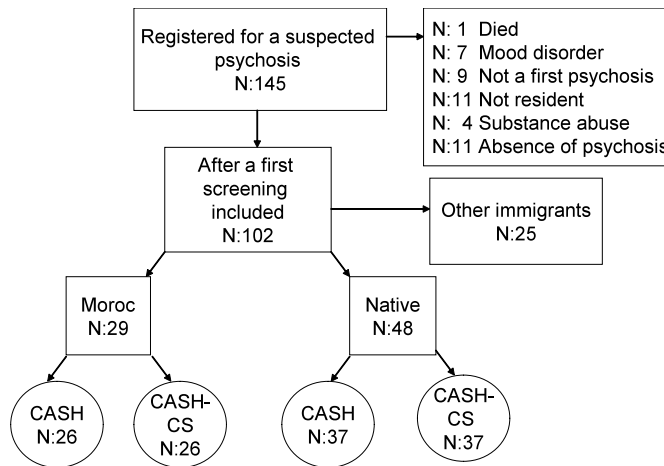 Registered for a suspected
psychosis
N:145
N: 1 Died
N: 7 Mood disorder
N: 9 Not a first psychosis
N:11 Not resident
N: 4 Substance abuse
N:11 Absence of psychosis
After a first
screening
included
N:102
Other immigrants
N:25
Moroc
N:29
Native
N:48
CASH
N:26
CASH-
CS
N:26
CASH
N:37
CASH-
CS
N:37